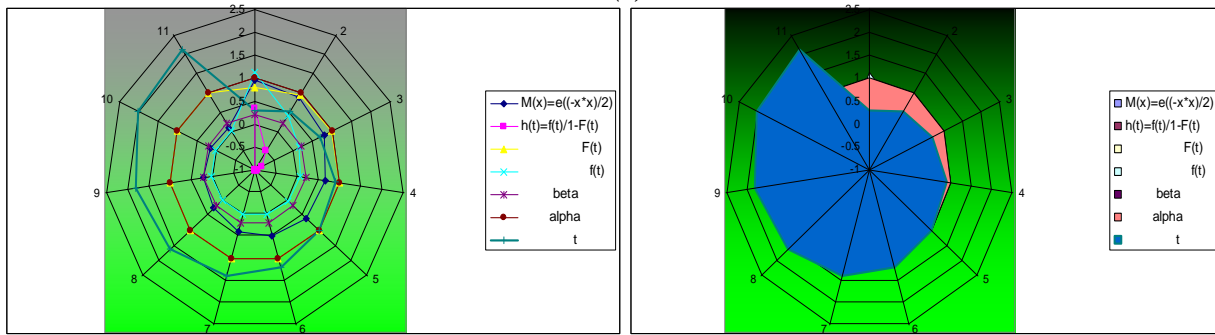 2.5
2
1.5
1
0.5
0
-0.5
-1
2
3
4
5
6
7
8
9
10
11
M(x)=e((-x*x)/2)
h(t)=f(t)/1-F(t)
F(t)
f(t)
beta
alpha
t
2.5
2
1.5
1
0.5
0
-0.5
-1
2
3
4
5
6
7
8
9
10
11
M(x)=e((-x*x)/2)
h(t)=f(t)/1-F(t)
F(t)
f(t)
beta
alpha
t